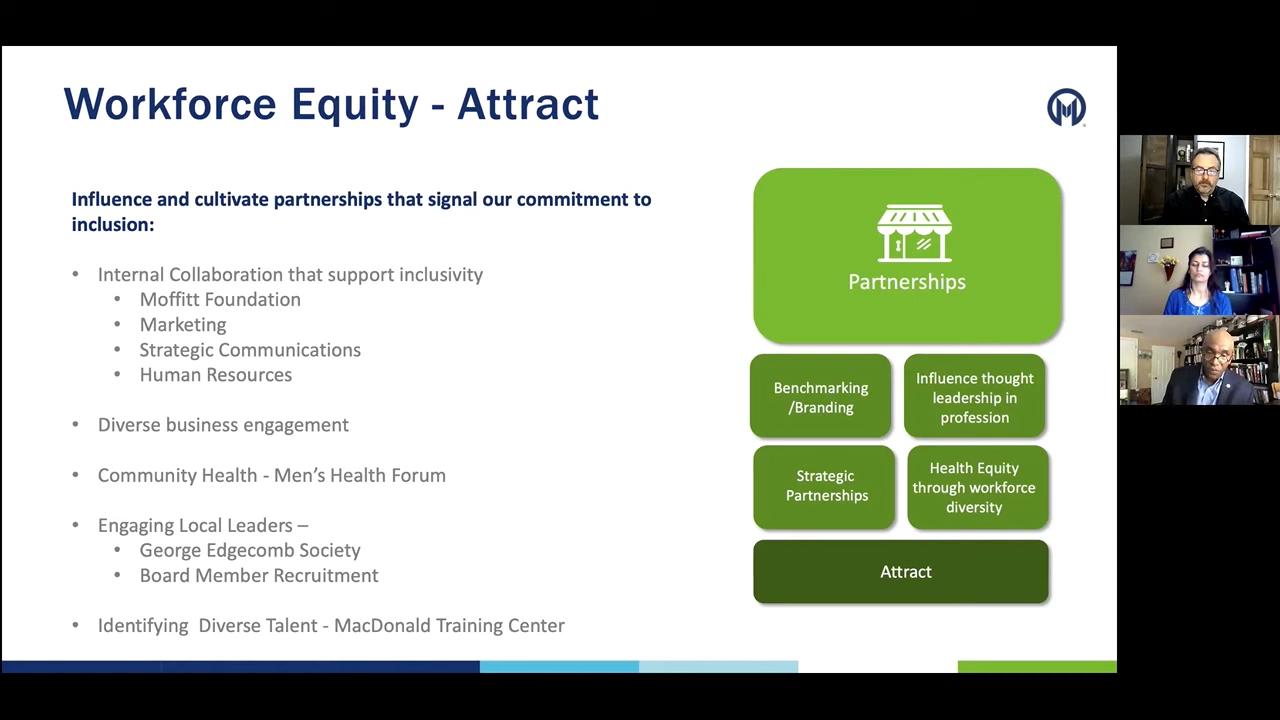 Workforce Equity - Attract
Influence and cultivate partnerships that signal our commitment to
inclusion:
• Internal Collaboration that support inclusivity
• Moffitt Foundation
• Marketing
• Strategic Communications
• Human Resources
• Diverse business engagement
• Community Health - Men’s Health Forum
• Engaging Local Leaders –
• George Edgecomb Society
• Board Member Recruitment
• Identifying  Diverse Talent - MacDonald Training Center
Partnerships
Benchmarking
/Branding
Influence thought
leadership in
profession
Strategic
Partnerships
Health Equity
through workforce
diversity
Attract